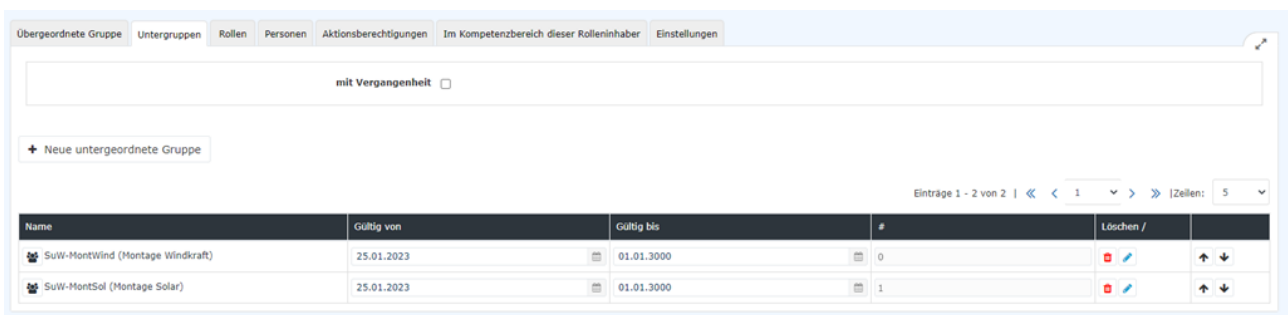 Übergeordnete Gruppe Untergruppen Rollen Personen Aktionsberechtigungen Im Kompetenzbereich dieser Rolleninhaber Einstellungen
mit Vergangenheit
+ Neue untergeordnete Gruppe
Einträge 1 - 2 von 2 | « < 1 > » |Zeilen: 5
Name Gültig von Gültig bis # Löschen /
SuW-MontWind (Montage Windkraft) 25.01.2023 01.01.3000 0
SuW-MontSol (Montage Solar) 25.01.2023 01.01.3000 1